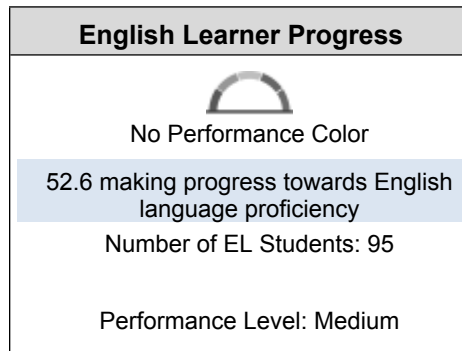 English Learner Progress
No Performance Color
52.6 making progress towards English
language proficiency
Number of EL Students: 95
Performance Level: Medium